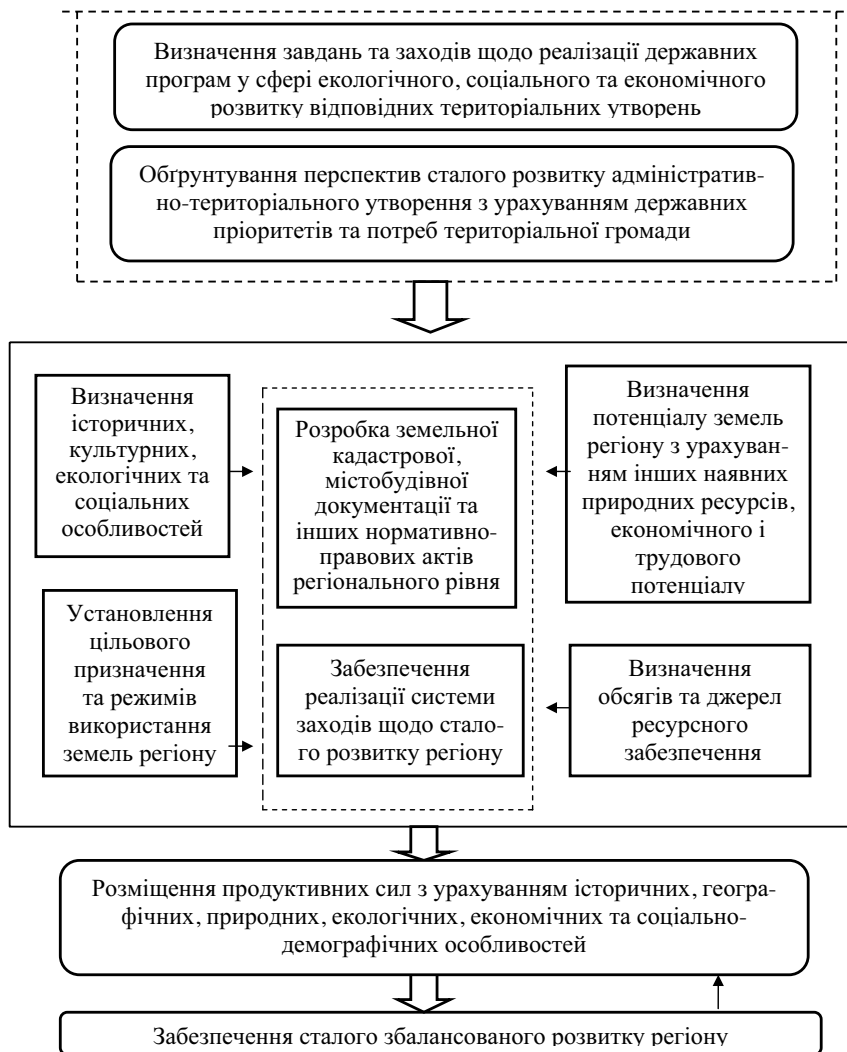 Визначення завдань та заходів щодо реалізації державних
програм у сфері екологічного, соціального та економічного
розвитку відповідних територіальних утворень
Обґрунтування перспектив сталого розвитку адміністратив-
но-територіального утворення з урахуванням державних
пріоритетів та потреб територіальної громади
Визначення
історичних,
культурних,
екологічних та
соціальних
особливостей
Розробка земельної
кадастрової,
містобудівної
документації та
інших нормативно-
правових актів
регіонального рівня
Визначення
потенціалу земель
регіону з урахуван-
ням інших наявних
природних ресурсів,
економічного і
трудового
потенціалу
Установлення
цільового
призначення
та режимів
використання
земель регіону
Забезпечення
реалізації системи
заходів щодо стало-
го розвитку регіону
Визначення
обсягів та джерел
ресурсного
забезпечення
Розміщення продуктивних сил з урахуванням історичних, геогра-
фічних, природних, екологічних, економічних та соціально-
демографічних особливостей
Забезпечення сталого збалансованого розвитку регіону